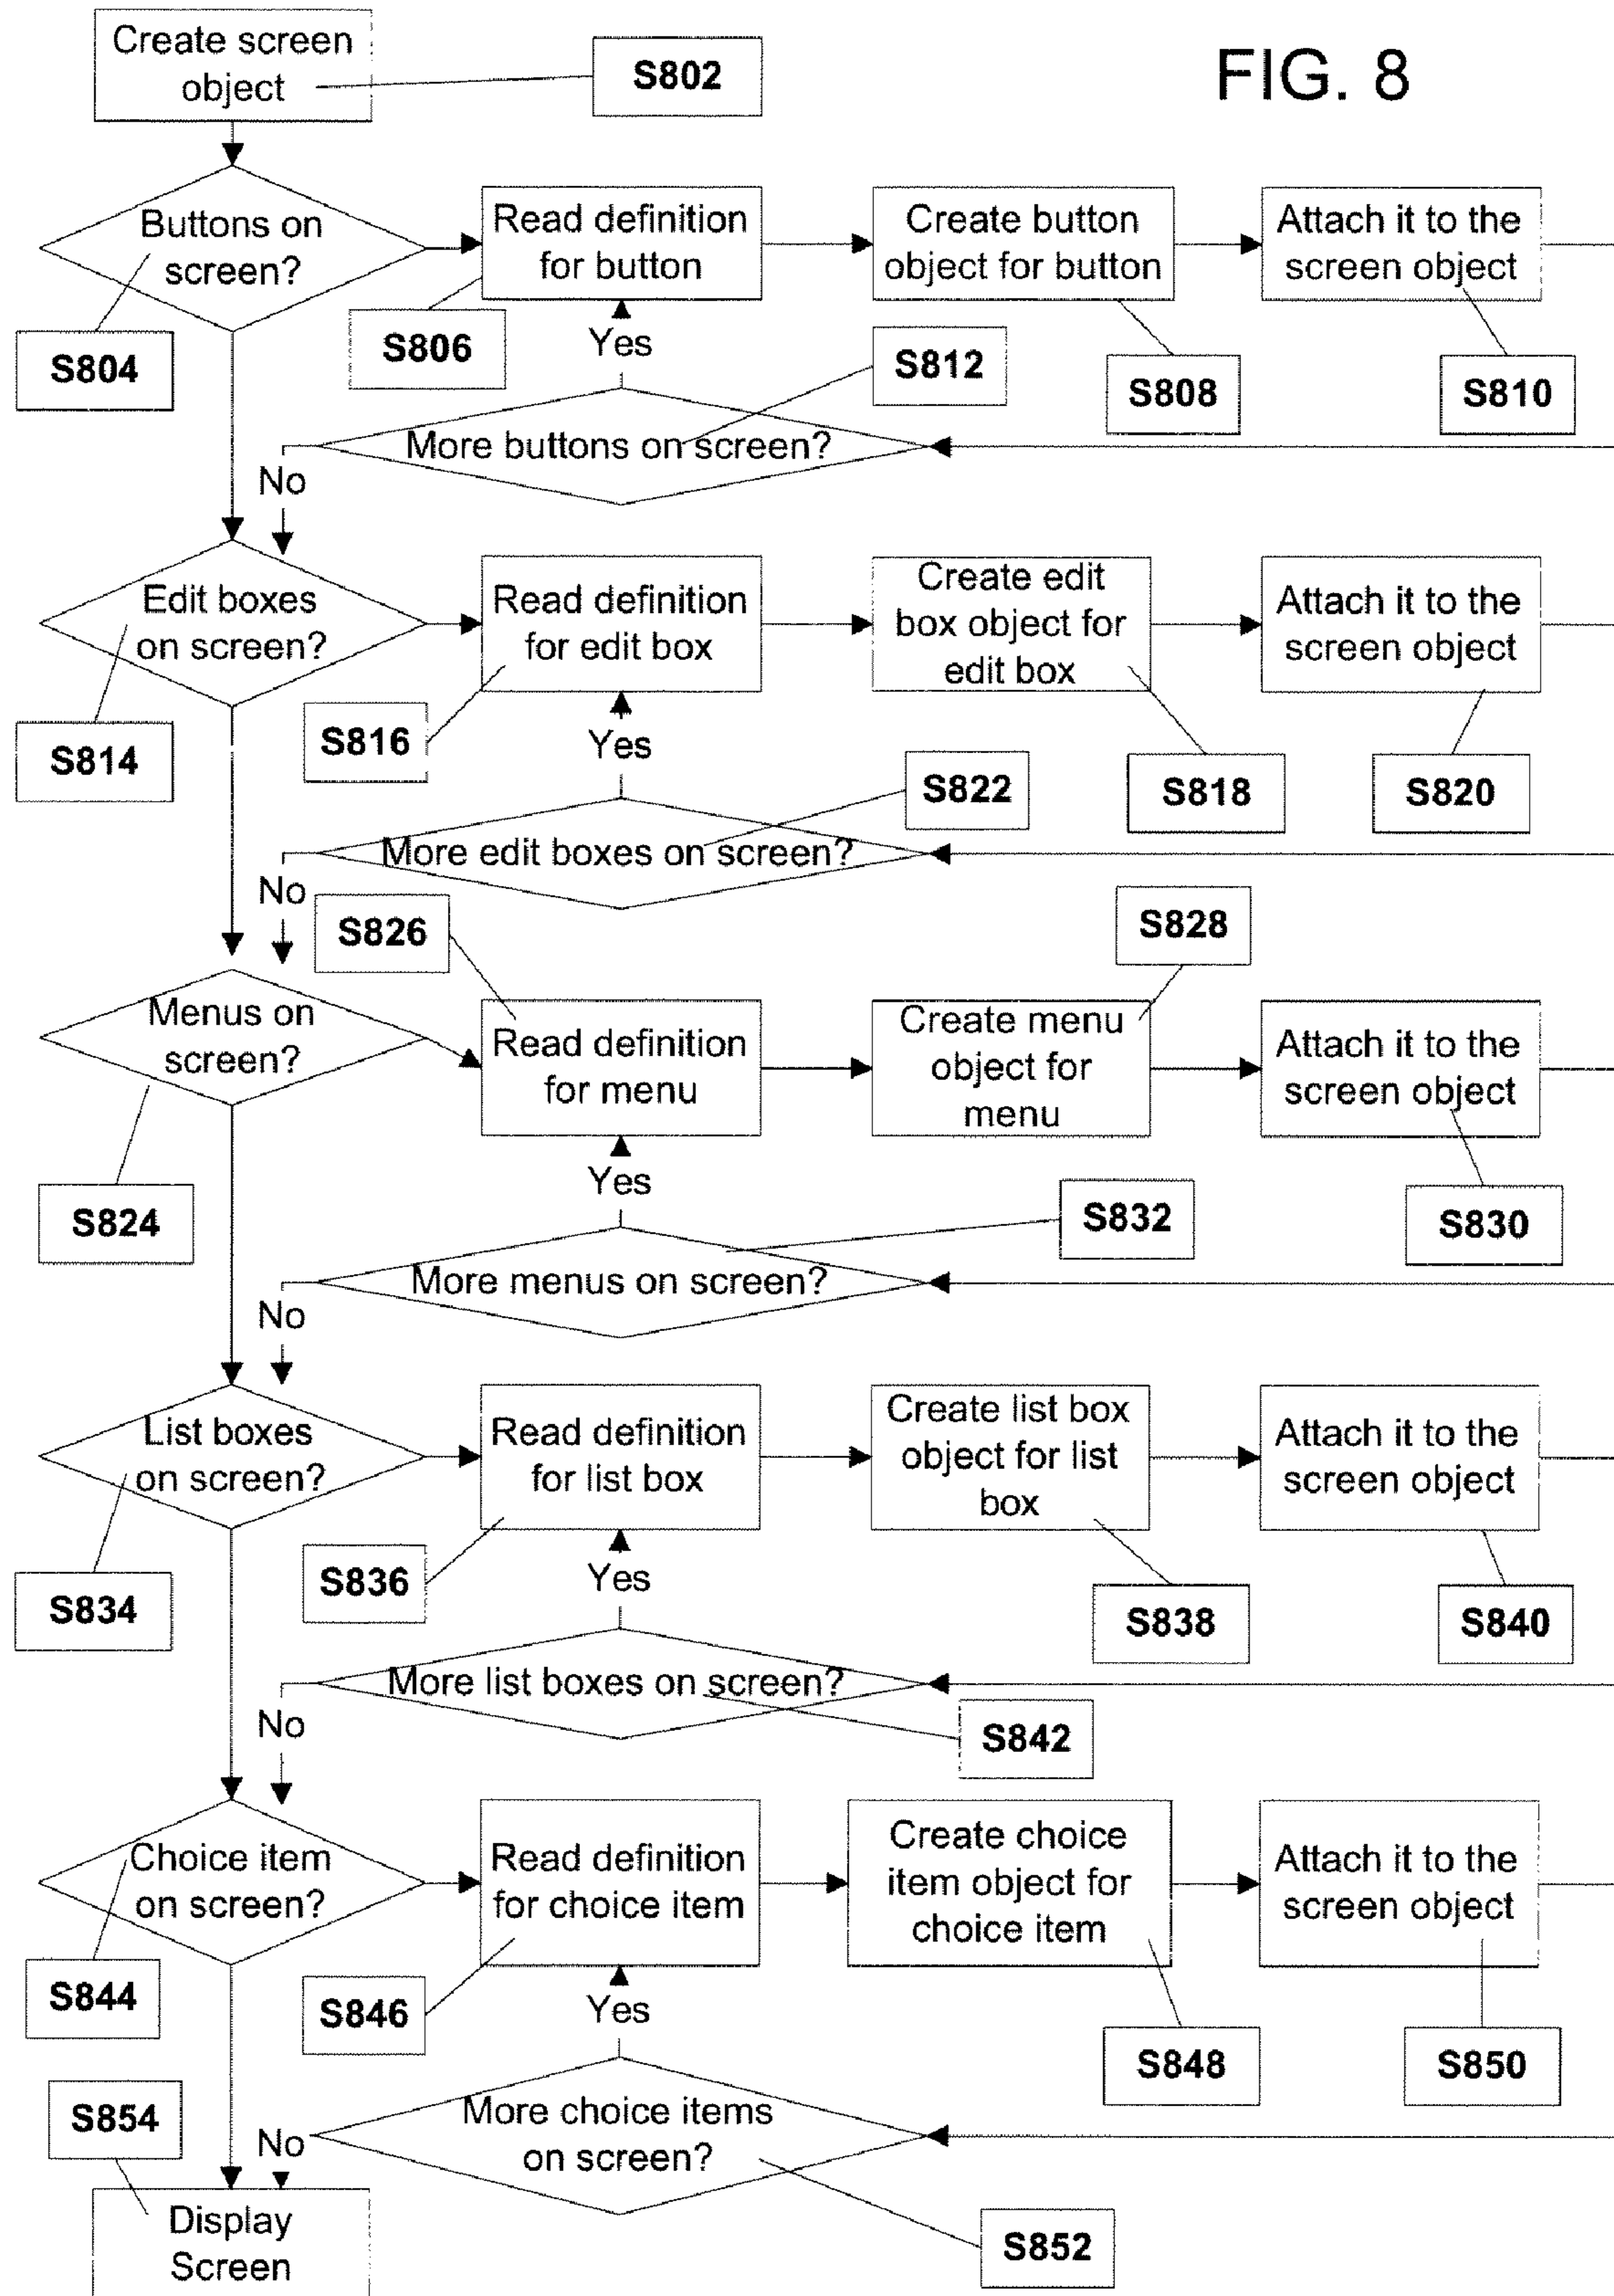 FIG. 8
Create screen
object
S802
Buttons on
screen?
S804
Read definition
for button
S806
Create button
object for button
S808
Attach it to the
screen object
S810
Yes
S812
More buttons on screen?
No
Edit boxes
on screen?
S814
Read definition
for edit box
S816
Create edit
box object for
edit box
S818
Attach it to the
screen object
S820
Yes
S822
More edit boxes on screen?
No
S826
S828
Menus on
screen?
S824
Read definition
for menu
Create menu
object for
menu
Attach it to the
screen object
S830
Yes
S832
More menus on screen?
No
List boxes
on screen?
S834
Read definition
for list box
S836
Create list box
object for list
box
S838
Attach it to the
screen object
S840
Yes
More list boxes on screen?
S842
No
Choice item
on screen?
S844
Read definition
for choice item
S846
Create choice
item object for
choice item
S848
Attach it to the
screen object
S850
Yes
More choice items
on screen?
S852
No
S854
Display
Screen